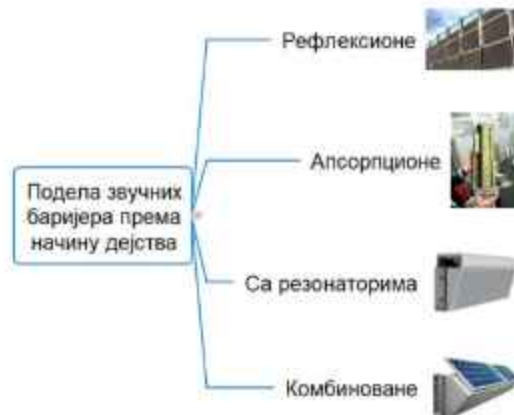 Рефлексионе
Апсорпционе
Подела звучних
баријера према
начину дејства
Са резонаторима
Комбиноване